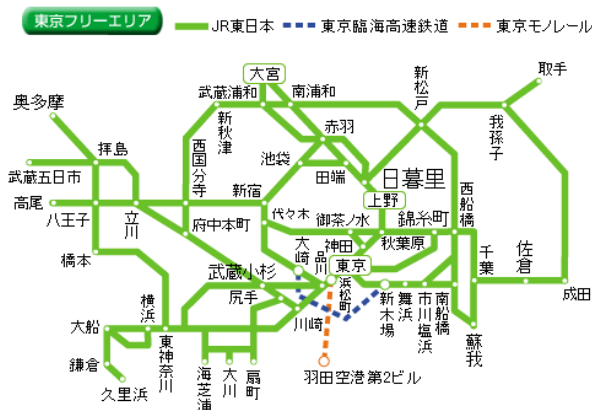 東京フリーエリア
JR東日本
東京臨海高速鉄道
東京モノレール
大宮
新松戸
取手
奥多摩
武蔵浦和
南浦和
新秋津
赤羽
我孫子
拝島
西国分寺
池袋
田端
日暮里
武蔵五日市
高尾
八王子
立川
新宿
上野
西船橋
府中本町
代々木
御茶ノ水
錦糸町
神田
秋葉原
千葉
佐倉
成田
橋本
大崎
品川
東京
武蔵小杉
浜松町
尻手
新木場
舞浜
市川塩浜
南船橋
蘇我
横浜
川崎
大船
東神奈川
鎌倉
久里浜
海芝浦
大川
扇町
羽田空港第2ビル